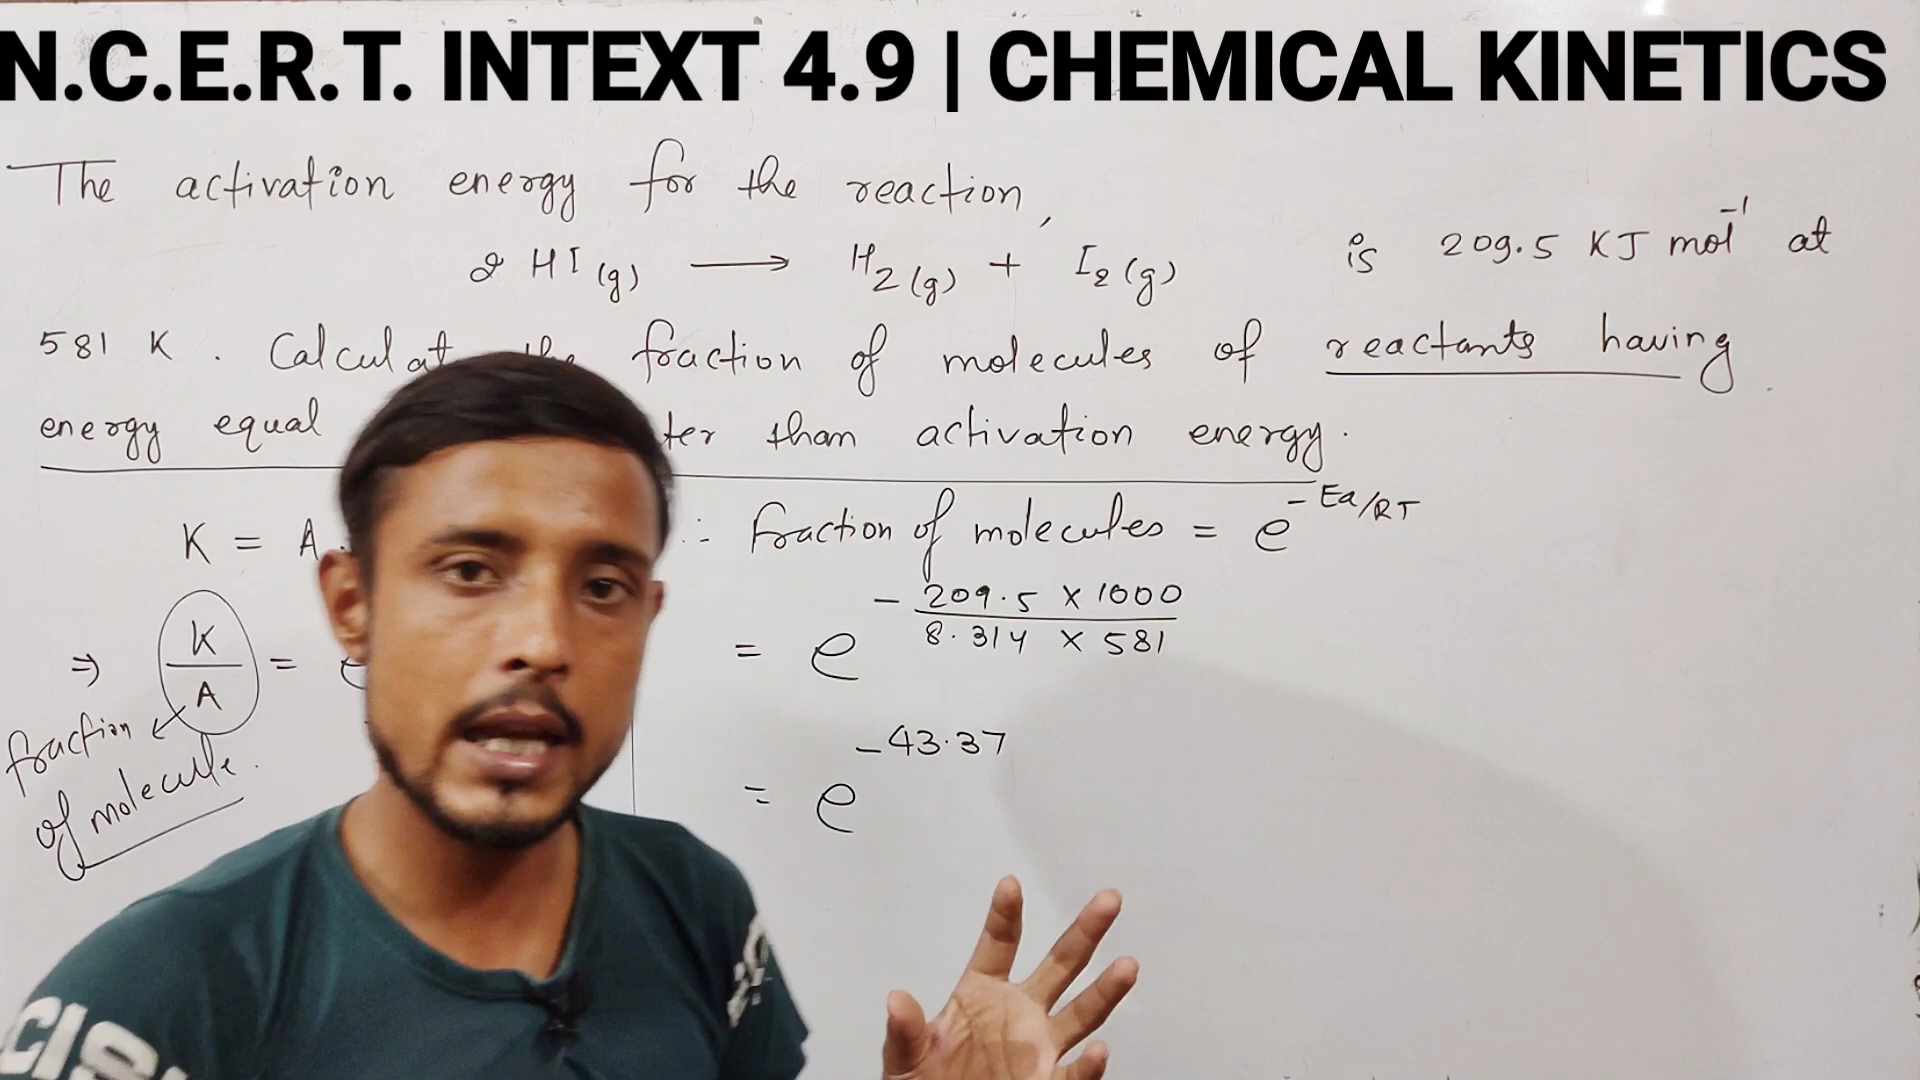 N.C.E.R.T. INTEXT 4.9 | CHEMICAL KINETICS
The activation energy for the reaction,
2 HI (g) ⟶ H2 (g) + I2 (g) is 209.5 KJ mol⁻¹ at
581 K . Calculat the fraction of molecules of reactants having
energy equal ter than activation energy.
K = A.
∴ fraction of molecules = e^-Ea/RT
⇒ K/A = e
= e^-(209.5 × 1000)/(8.314 × 581)
fraction
of molecule.
= e^-43.37
CISI